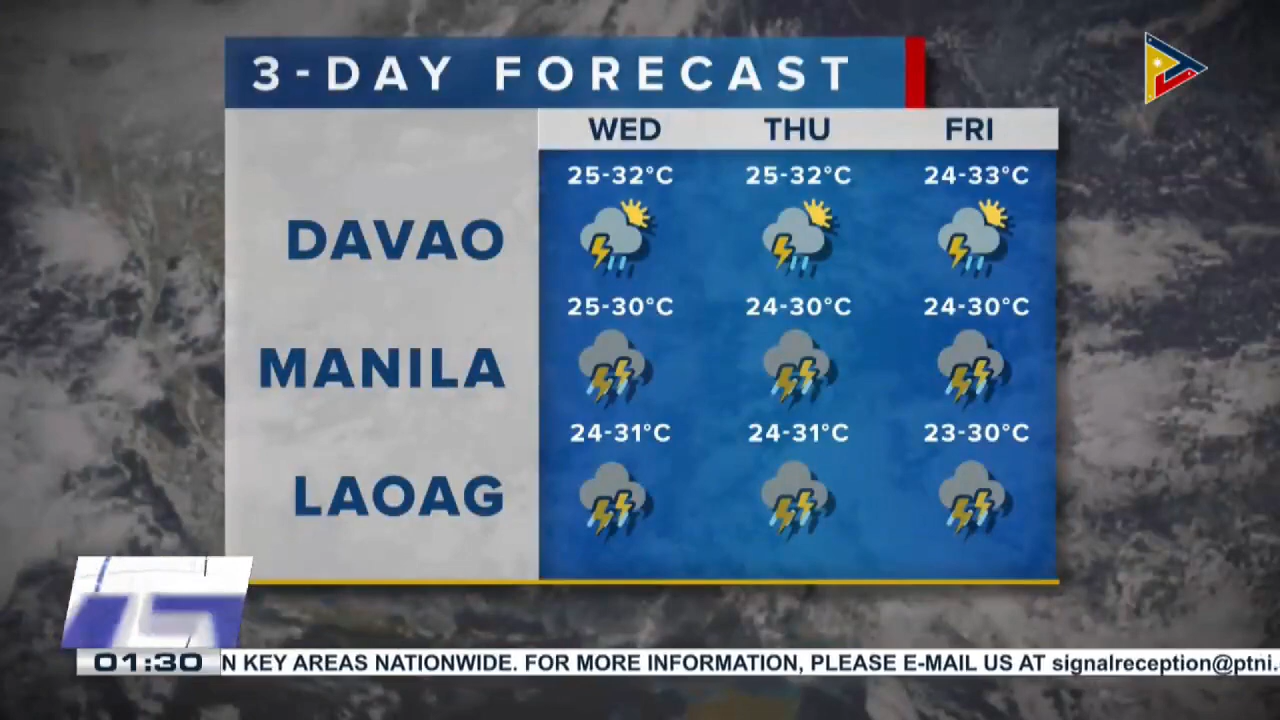 3-DAY FORECAST
WED THU FRI
25-32°C 25-32°C 24-33°C
DAVAO
25-30°C 24-30°C 24-30°C
MANILA
24-31°C 24-31°C 23-30°C
LAOAG
01:30 N KEY AREAS NATIONWIDE. FOR MORE INFORMATION, PLEASE E-MAIL US AT signalreception@ptni.